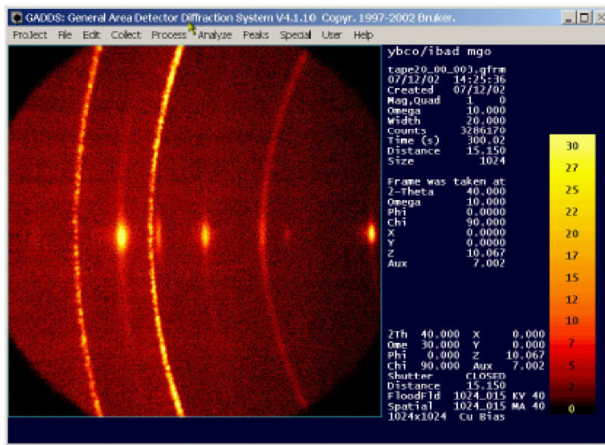 GADDS: General Area Detector Diffraction System V4.1.10 Copyr. 1997-2002 Bruker.
Project File Edit Collect Process Analyze Peaks Special User Help
ybco/ibad mgo
tape20_00_003.gfrm
07/12/02 14:25:36
Created 07/12/02
Mag,Quad 1 0
Omega 10.000
Width 20.000
Counts 3286170
Time (s) 300.02
Distance 15.150
Size 1024
Frame was taken at
2-Theta 40.000
Omega 10.000
Phi 0.0000
Chi 90.000
X 0.0000
Y 0.0000
Z 10.067
Aux 7.002
30
27
25
22
20
17
15
12
10
7
5
2
0
2Th 40.000 X 0.000
Ome 30.000 Y 0.000
Phi 0.000 Z 10.067
Chi 90.000 Aux 7.002
Shutter CLOSED
Distance 15.150
FloodFld 1024_015 KV 40
Spatial 1024_015 MA 40
1024x1024 Cu Bias